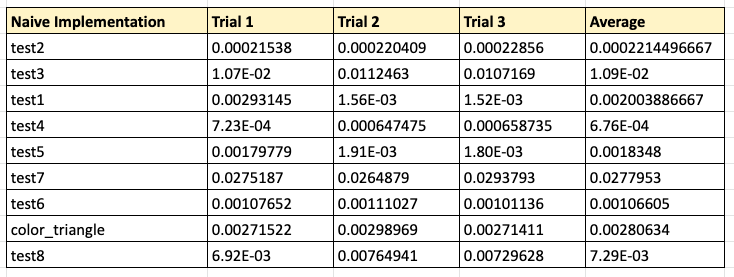 Naive Implementation Trial 1 Trial 2 Trial 3 Average
test2 0.00021538 0.000220409 0.00022856 0.0002214496667
test3 1.07E-02 0.0112463 0.0107169 1.09E-02
test1 0.00293145 1.56E-03 1.52E-03 0.002003886667
test4 7.23E-04 0.000647475 0.000658735 6.76E-04
test5 0.00179779 1.91E-03 1.80E-03 0.0018348
test7 0.0275187 0.0264879 0.0293793 0.0277953
test6 0.00107652 0.00111027 0.00101136 0.00106605
color_triangle 0.00271522 0.00298969 0.00271411 0.00280634
test8 6.92E-03 0.00764941 0.00729628 7.29E-03